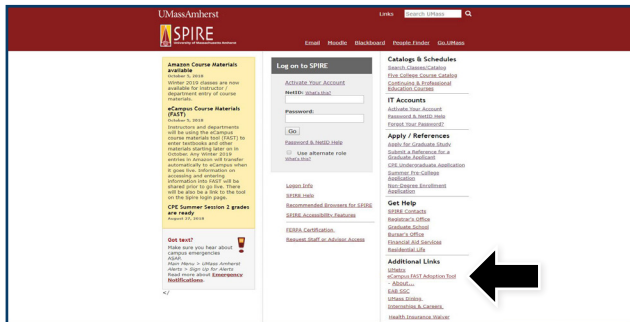 UMassAmherst
Links
Search UMass
SPIRE
University of Massachusetts Amherst
Email Moodle Blackboard People Finder Go.UMass
Amazon Course Materials
available
October 5, 2018
Winter 2019 classes are now
available for instructor /
department entry of course
materials.
eCampus Course Materials
(FAST)
October 5, 2018
Instructors and departments
will be using the eCampus
course materials tool (FAST) to
enter textbooks and other
materials starting later on in
October. Any Winter 2019
entries in Amazon will transfer
automatically to eCampus when
it goes live. Information on
accessing and entering
information into FAST will be
shared prior to go live. There
will also be a link to the tool
on the Spire login page.
CPE Summer Session 2 grades
are ready
August 23, 2018
Got text?
Make sure you hear about
campus emergencies
ASAP.
Main Menu > UMass Amherst
Alerts > Sign Up for Alerts
Read more about Emergency
Notifications.
</
Log on to SPIRE
Activate Your Account
NetID: What's this?
Password:
Go
Password & NetID Help
Use alternate role
What's this?
Logon Info
SPIRE Help
Recommended Browsers for SPIRE
SPIRE Accessibility Features
FERPA Certification
Request Staff or Advisor Access
Catalogs & Schedules
Search Classes/Catalog
Five College Course Catalog
Continuing & Professional
Education Courses
IT Accounts
Activate Your Account
Password & NetID Help
Forgot Your Password?
Apply / References
Apply for Graduate Study
Submit a Reference for a
Graduate Applicant
CPE Undergraduate Application
Summer Pre-College
Application
Non-Degree Enrollment
Application
Get Help
SPIRE Contacts
Registrar's Office
Graduate School
Bursar's Office
Financial Aid Services
Residential Life
Additional Links
UMetrx
eCampus FAST Adoption Tool
- About...
EAB SSC
UMass Dining
Internships & Careers
Health Insurance Waiver